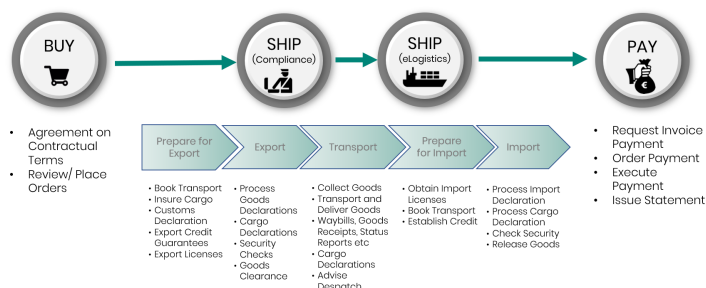 BUY
SHIP
(Compliance)
SHIP
(eLogistics)
PAY
€
• Agreement on
Contractual
Terms
• Review/ Place
Orders
Prepare for
Export
Export
Transport
Prepare
for Import
Import
• Book Transport
• Insure Cargo
• Customs
Declaration
• Export Credit
Guarantees
• Export Licenses
• Process
Goods
Declarations
• Cargo
Declarations
• Security
Checks
• Goods
Clearance
• Collect Goods
• Transport and
Deliver Goods
• Waybills, Goods
Receipts, Status
Reports etc
• Cargo
Declarations
• Advise
Despatch
• Obtain Import
Licenses
• Book Transport
• Establish Credit
• Process Import
Declaration
• Process Cargo
Declaration
• Check Security
• Release Goods
• Request Invoice
Payment
• Order Payment
• Execute
Payment
• Issue Statement